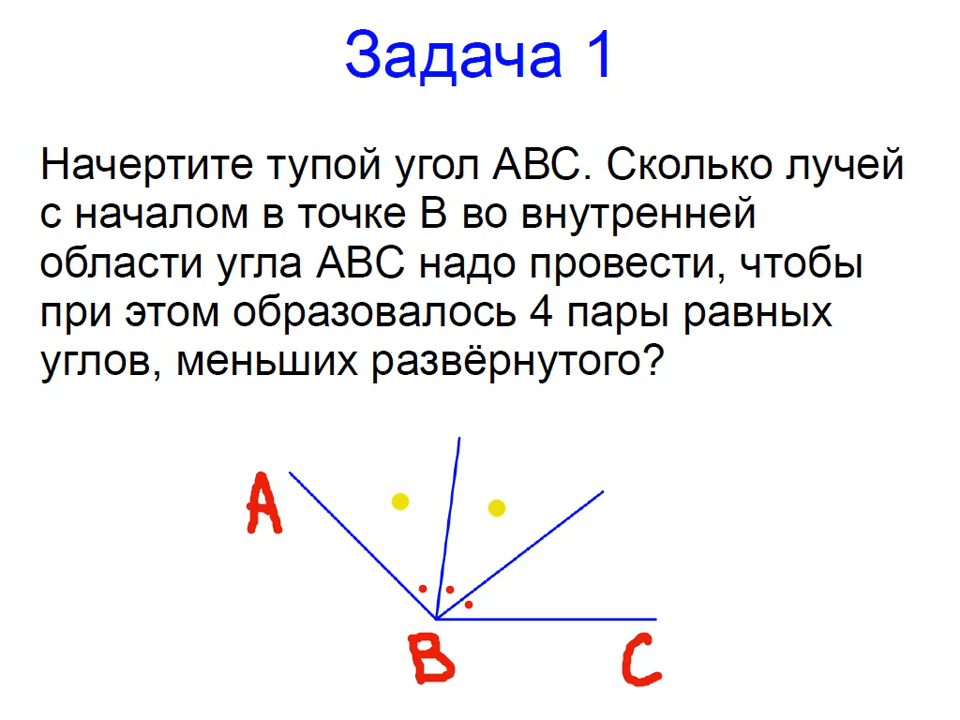 Задача 1
Начертите тупой угол АВС. Сколько лучей
с началом в точке В во внутренней
области угла АВС надо провести, чтобы
при этом образовалось 4 пары равных
углов, меньших развёрнутого?
A
B
C